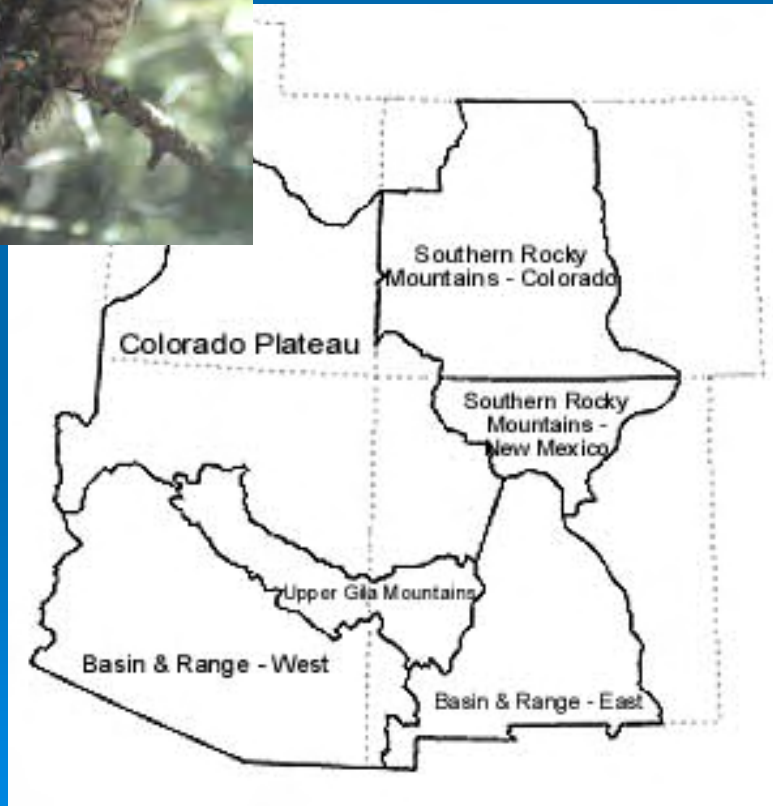 Southern Rocky
Mountains - Colorado
Colorado Plateau
Southern Rocky
Mountains -
New Mexico
Upper Gila Mountains
Basin & Range - West
Basin & Range - East